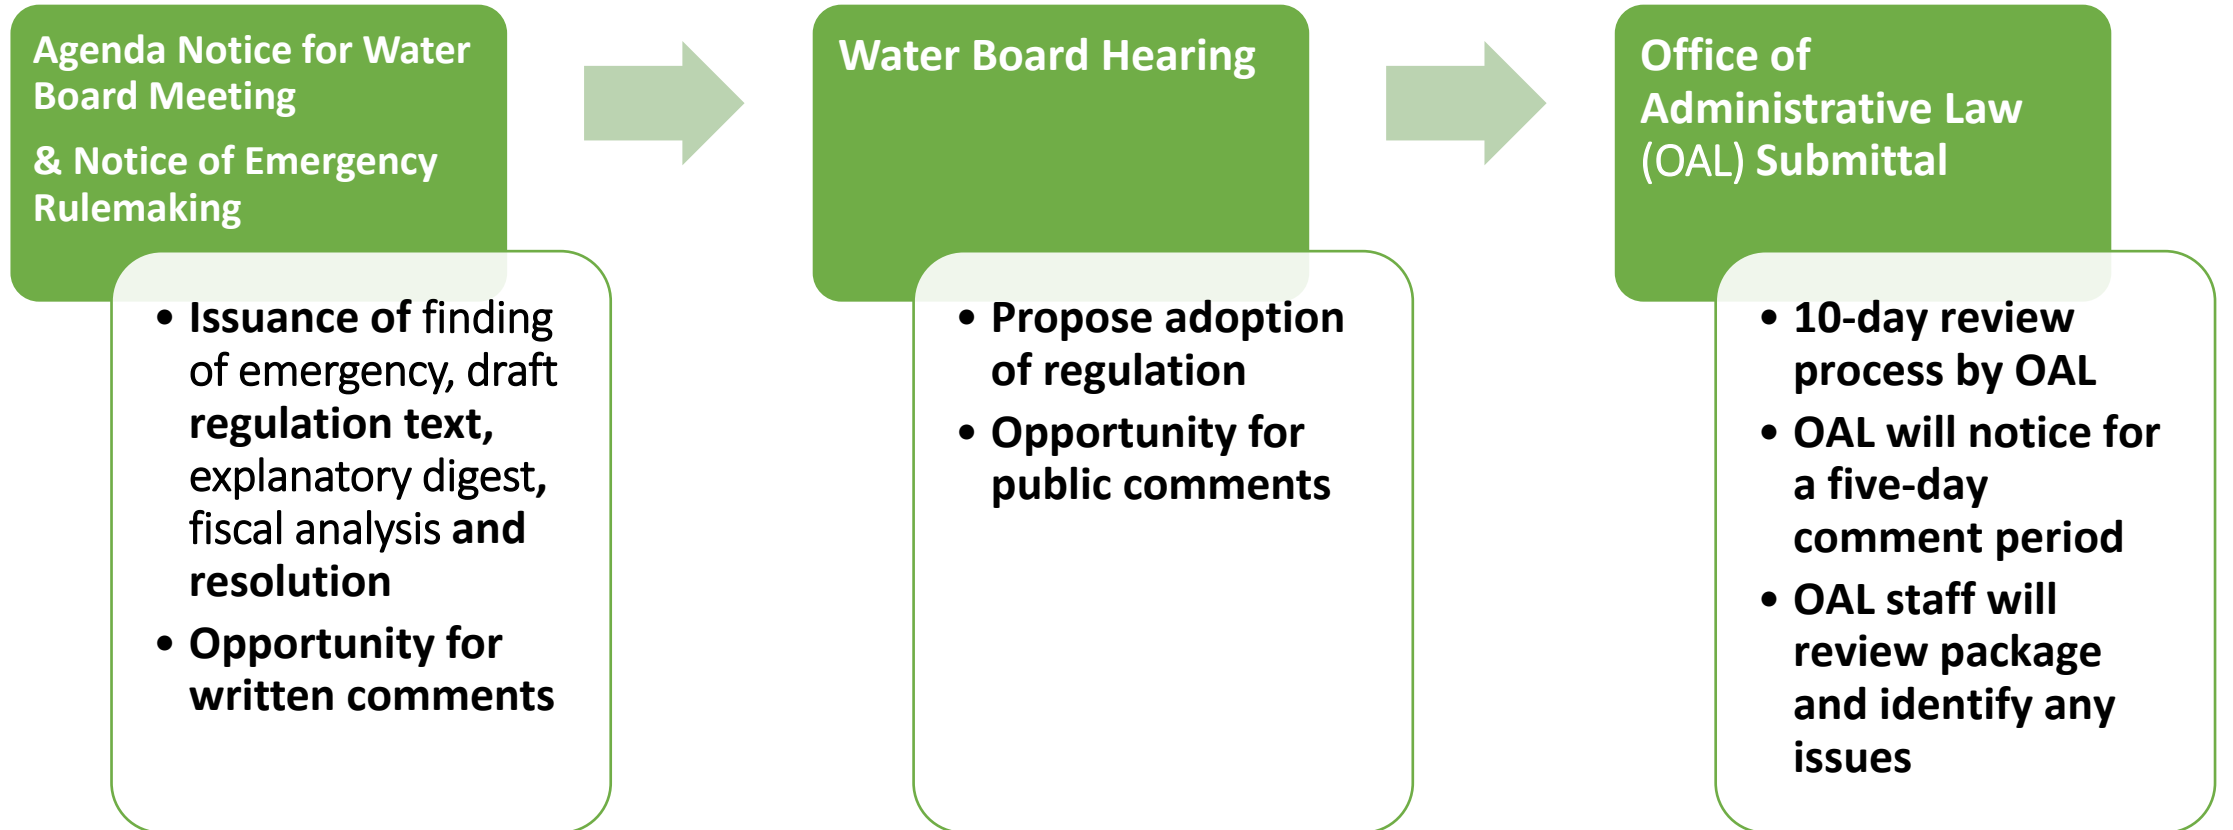 Agenda Notice for Water
Board Meeting
& Notice of Emergency
Rulemaking
• Issuance of finding
of emergency, draft
regulation text,
explanatory digest,
fiscal analysis and
resolution
• Opportunity for
written comments
Water Board Hearing
• Propose adoption
of regulation
• Opportunity for
public comments
Office of
Administrative Law
(OAL) Submittal
• 10-day review
process by OAL
• OAL will notice for
a five-day
comment period
• OAL staff will
review package
and identify any
issues